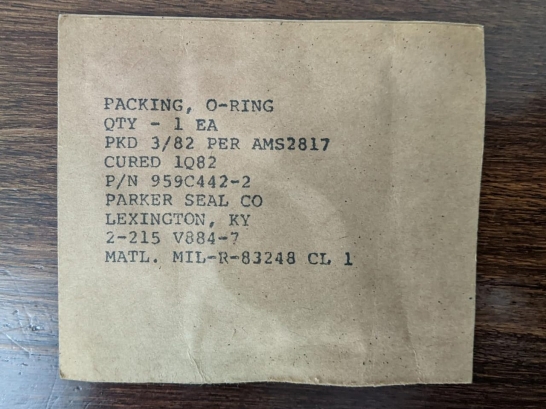 PACKING, O-RING
QTY - 1 EA
PKD 3/82 PER AMS2817
CURED 1Q82
P/N 959C442-2
PARKER SEAL CO
LEXINGTON, KY
2-215 V884-?
MATL. MIL-R-83248 CL 1